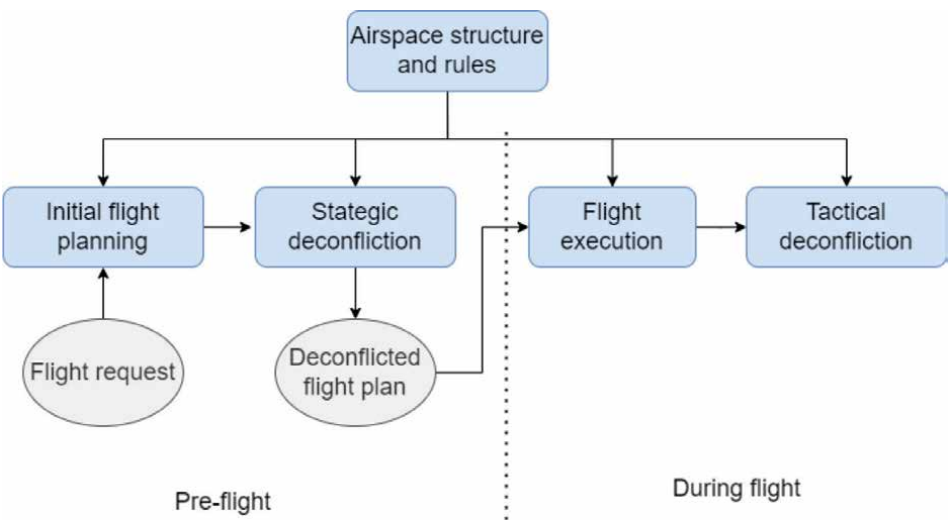 Airspace structure
and rules
Initial flight
planning
Stategic
deconfliction
Flight
execution
Tactical
deconfliction
Flight request
Deconflicted
flight plan
Pre-flight
During flight